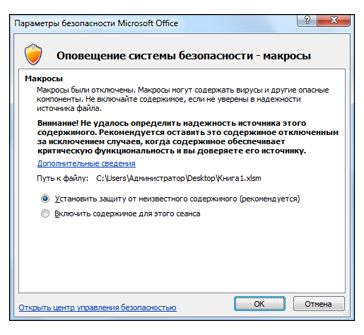 Параметры безопасности Microsoft Office
Оповещение системы безопасности - макросы
Макросы
Макросы были отключены. Макросы могут содержать вирусы и другие опасные
компоненты. Не включайте содержимое, если не уверены в надежности
источника файла.
Внимание! Не удалось определить надежность источника этого
содержимого. Рекомендуется оставить это содержимое отключенным
за исключением случаев, когда содержимое обеспечивает
критическую функциональность и вы доверяете его источнику.
Дополнительные сведения
Путь к файлу: C:\Users\Администратор\Desktop\Книга1.xlsm
Установить защиту от неизвестного содержимого (рекомендуется)
Включить содержимое для этого сеанса
Открыть центр управления безопасностью
ОК
Отмена